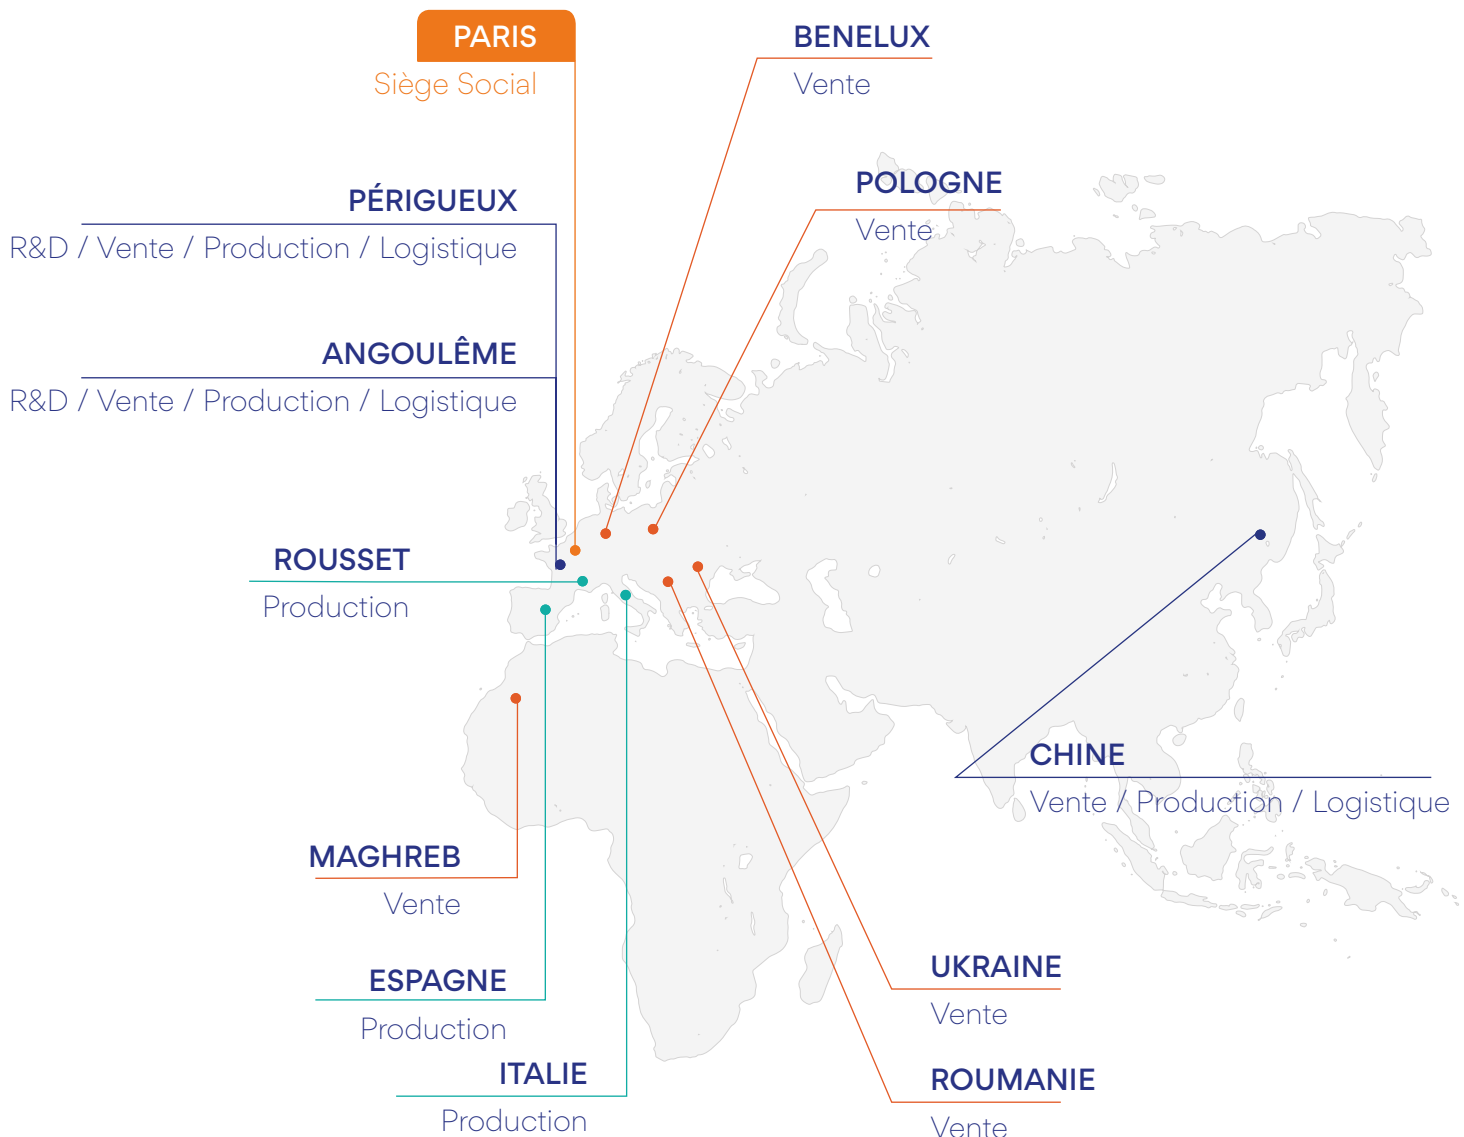 PARIS
Siège Social
BENELUX
Vente
PÉRIGUEUX
R&D / Vente / Production / Logistique
POLOGNE
Vente
ANGOULÊME
R&D / Vente / Production / Logistique
ROUSSET
Production
CHINE
Vente / Production / Logistique
MAGHREB
Vente
ESPAGNE
Production
UKRAINE
Vente
ITALIE
Production
ROUMANIE
Vente